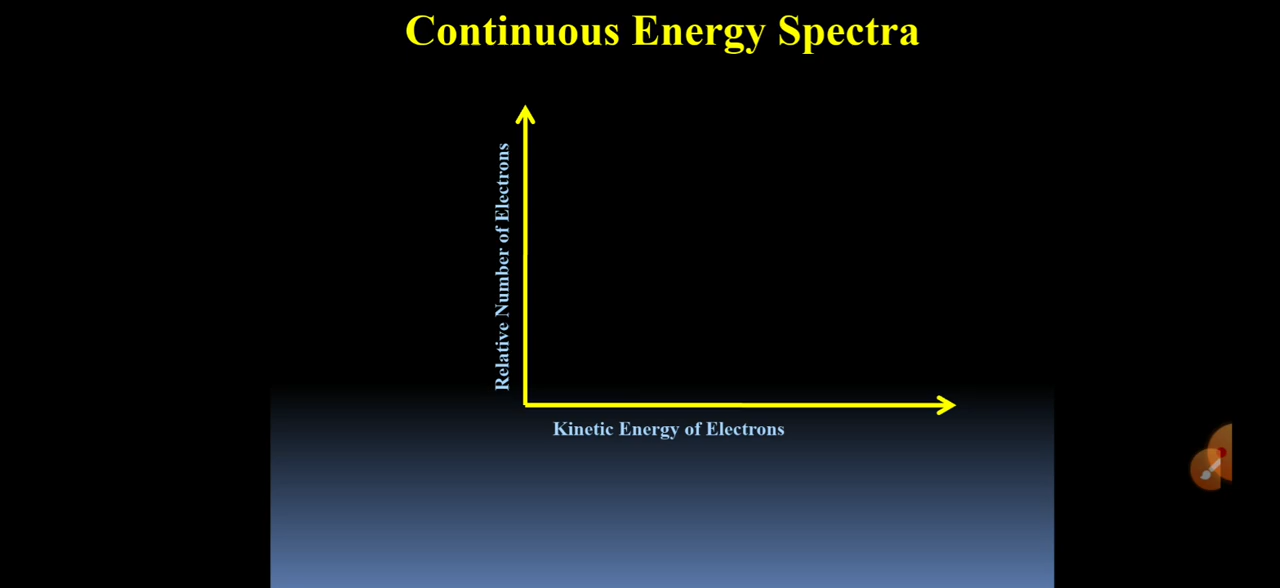 Continuous Energy Spectra
Relative Number of Electrons
Kinetic Energy of Electrons